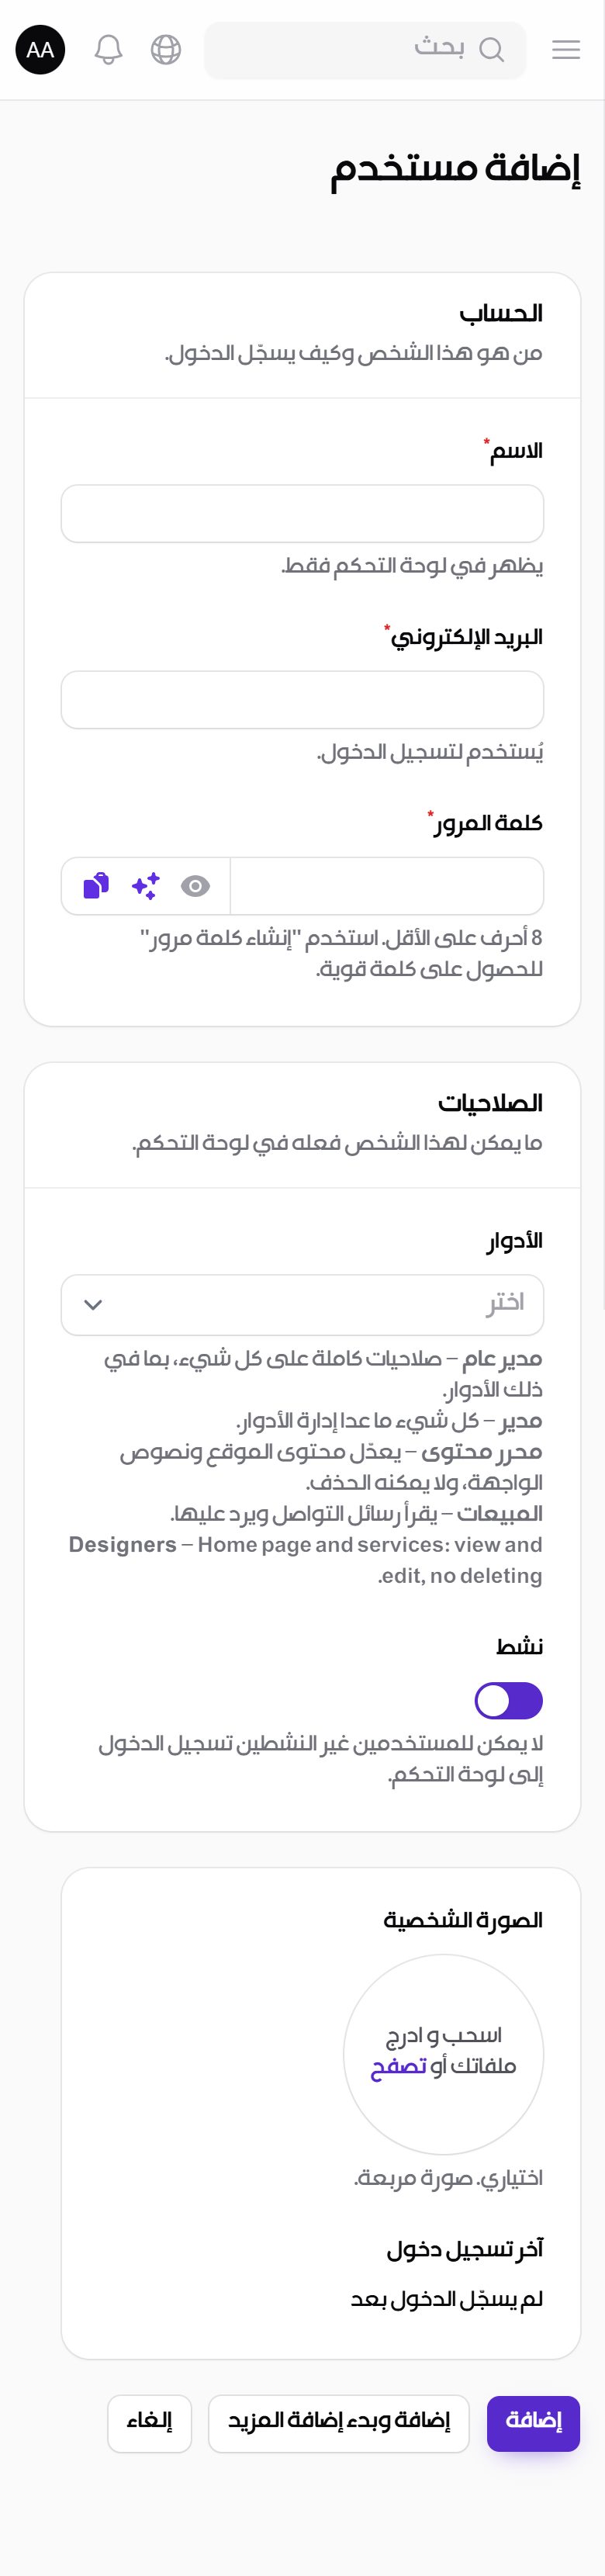 بحث
AA
إضافة مستخدم
الحساب
من هو هذا الشخص وكيف يسجّل الدخول.
الاسم*
يظهر في لوحة التحكم فقط.
البريد الإلكتروني*
يُستخدم لتسجيل الدخول.
كلمة المرور*
8 أحرف على الأقل. استخدم "إنشاء كلمة مرور"
للحصول على كلمة قوية.
الصلاحيات
ما يمكن لهذا الشخص فعله في لوحة التحكم.
الأدوار
اختر
مدير عام – صلاحيات كاملة على كل شيء، بما في
ذلك الأدوار.
مدير – كل شيء ما عدا إدارة الأدوار.
محرر محتوى – يعدّل محتوى الموقع ونصوص
الواجهة، ولا يمكنه الحذف.
المبيعات – يقرأ رسائل التواصل ويرد عليها.
Designers – Home page and services: view and
edit, no deleting.
نشط
لا يمكن للمستخدمين غير النشطين تسجيل الدخول
إلى لوحة التحكم.
الصورة الشخصية
اسحب و ادرج
ملفاتك أو تصفح
اختياري. صورة مربعة.
آخر تسجيل دخول
لم يسجّل الدخول بعد
إضافة
إضافة وبدء إضافة المزيد
إلغاء